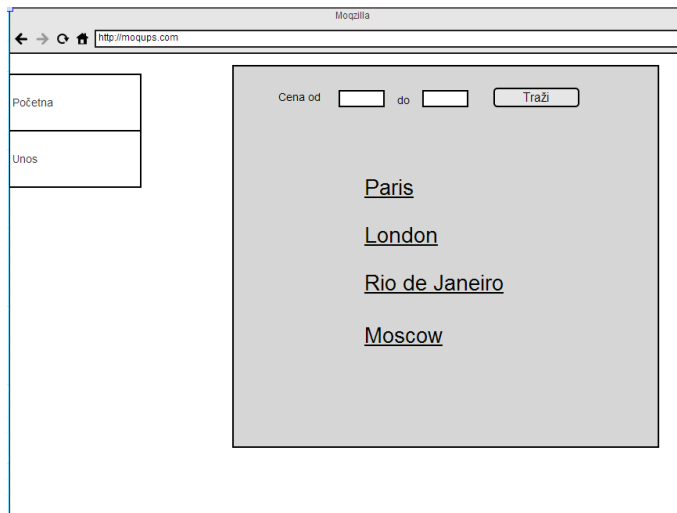 Moqzilla
http://moqups.com
Početna
Unos
Cena od do Traži
Paris
London
Rio de Janeiro
Moscow